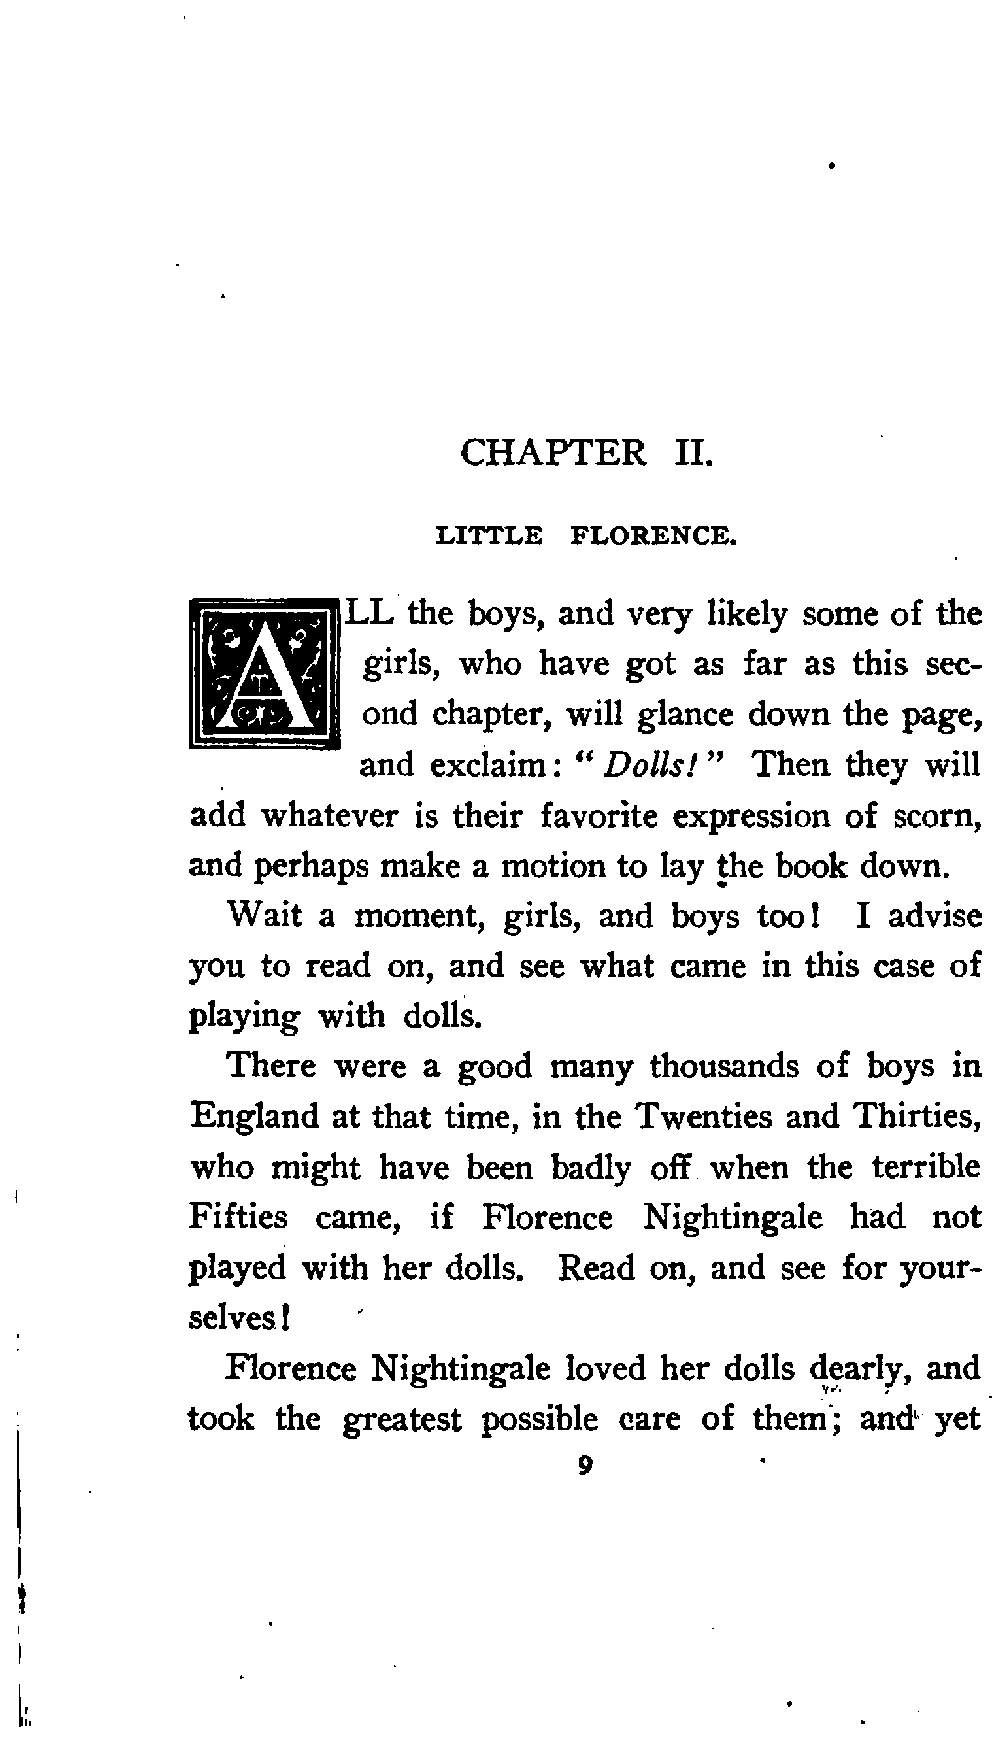 CHAPTER II.
LITTLE FLORENCE.
ALL the boys, and very likely some of the
girls, who have got as far as this sec-
ond chapter, will glance down the page,
and exclaim: “Dolls!” Then they will
add whatever is their favorite expression of scorn,
and perhaps make a motion to lay the book down.
Wait a moment, girls, and boys too! I advise
you to read on, and see what came in this case of
playing with dolls.
There were a good many thousands of boys in
England at that time, in the Twenties and Thirties,
who might have been badly off when the terrible
Fifties came, if Florence Nightingale had not
played with her dolls. Read on, and see for your-
selves!
Florence Nightingale loved her dolls dearly, and
took the greatest possible care of them; and yet
9